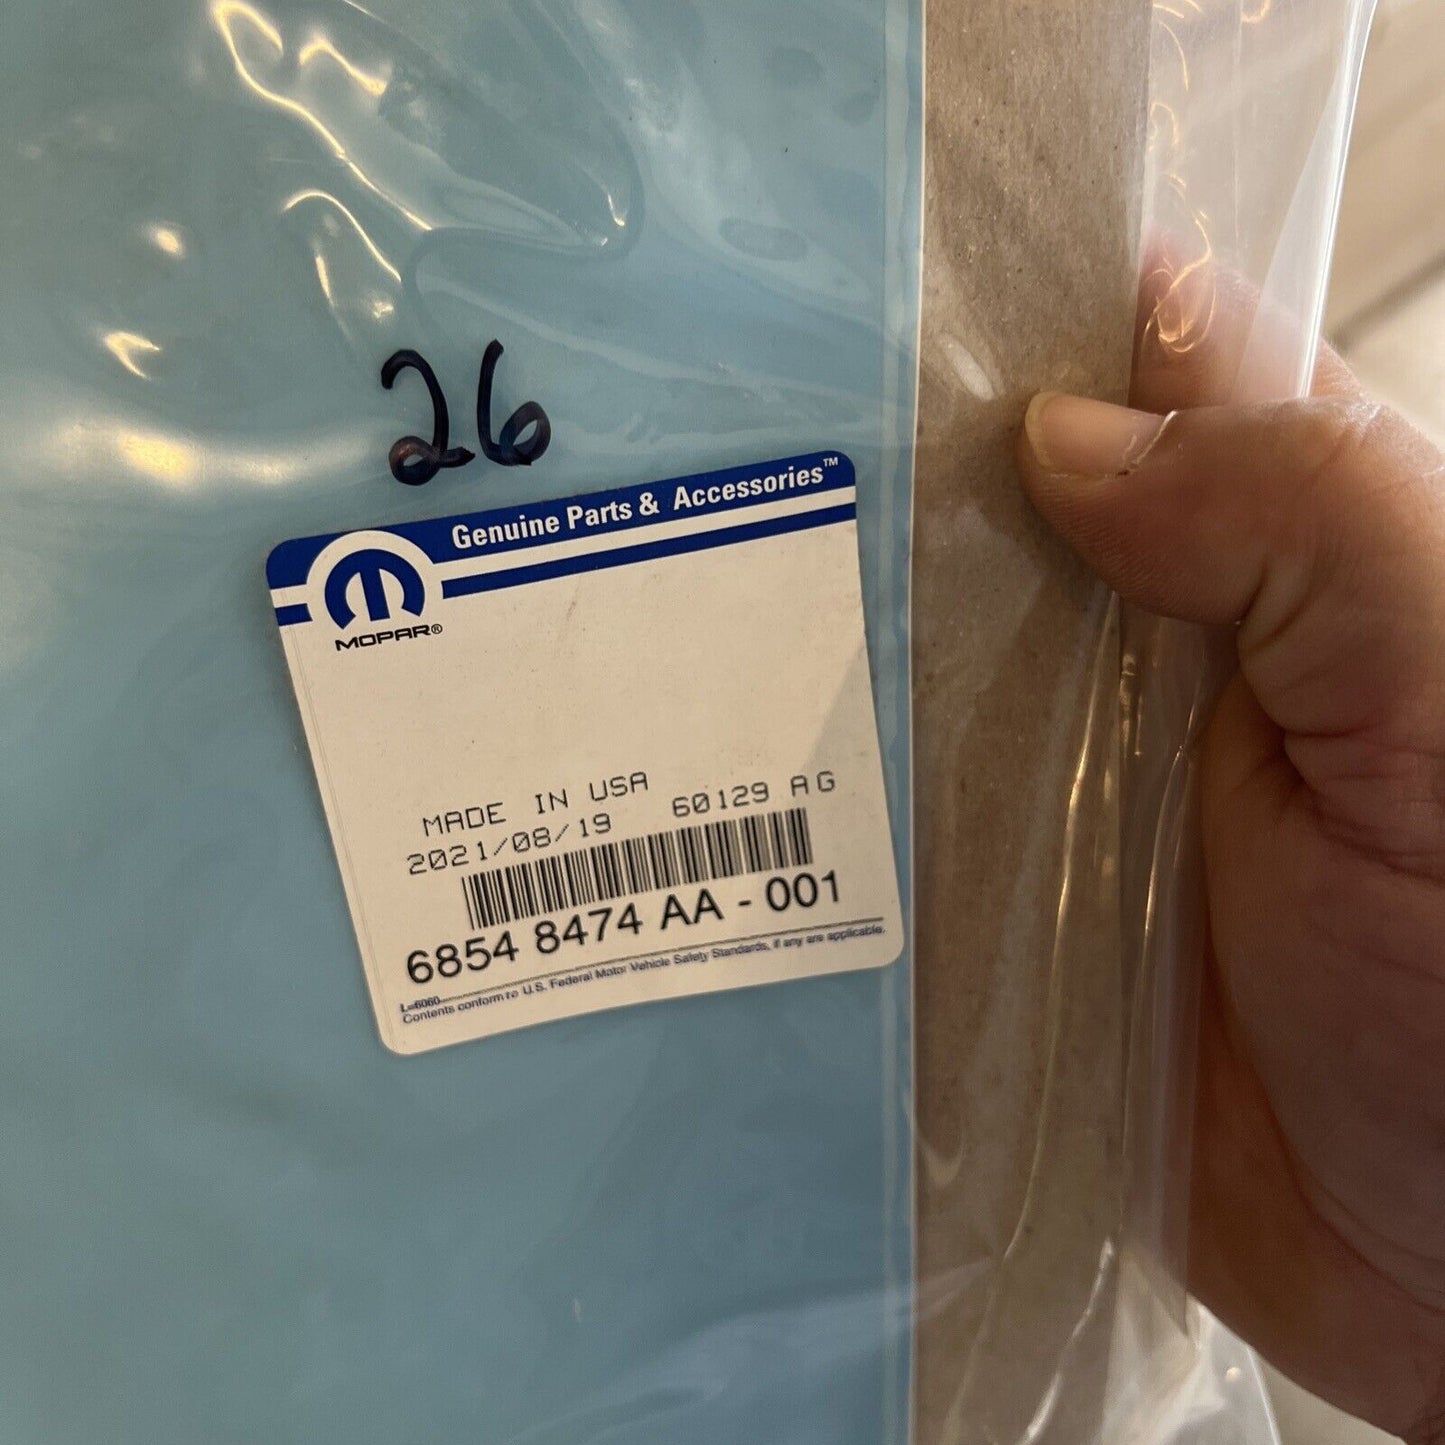 26
Genuine Parts & Accessories™
MOPAR®
MADE IN USA
2021/08/19 60129 AG
6854 8474 AA - 001
L-6060
Contents conform to U.S. Federal Motor Vehicle Safety Standards, if any are applicable.